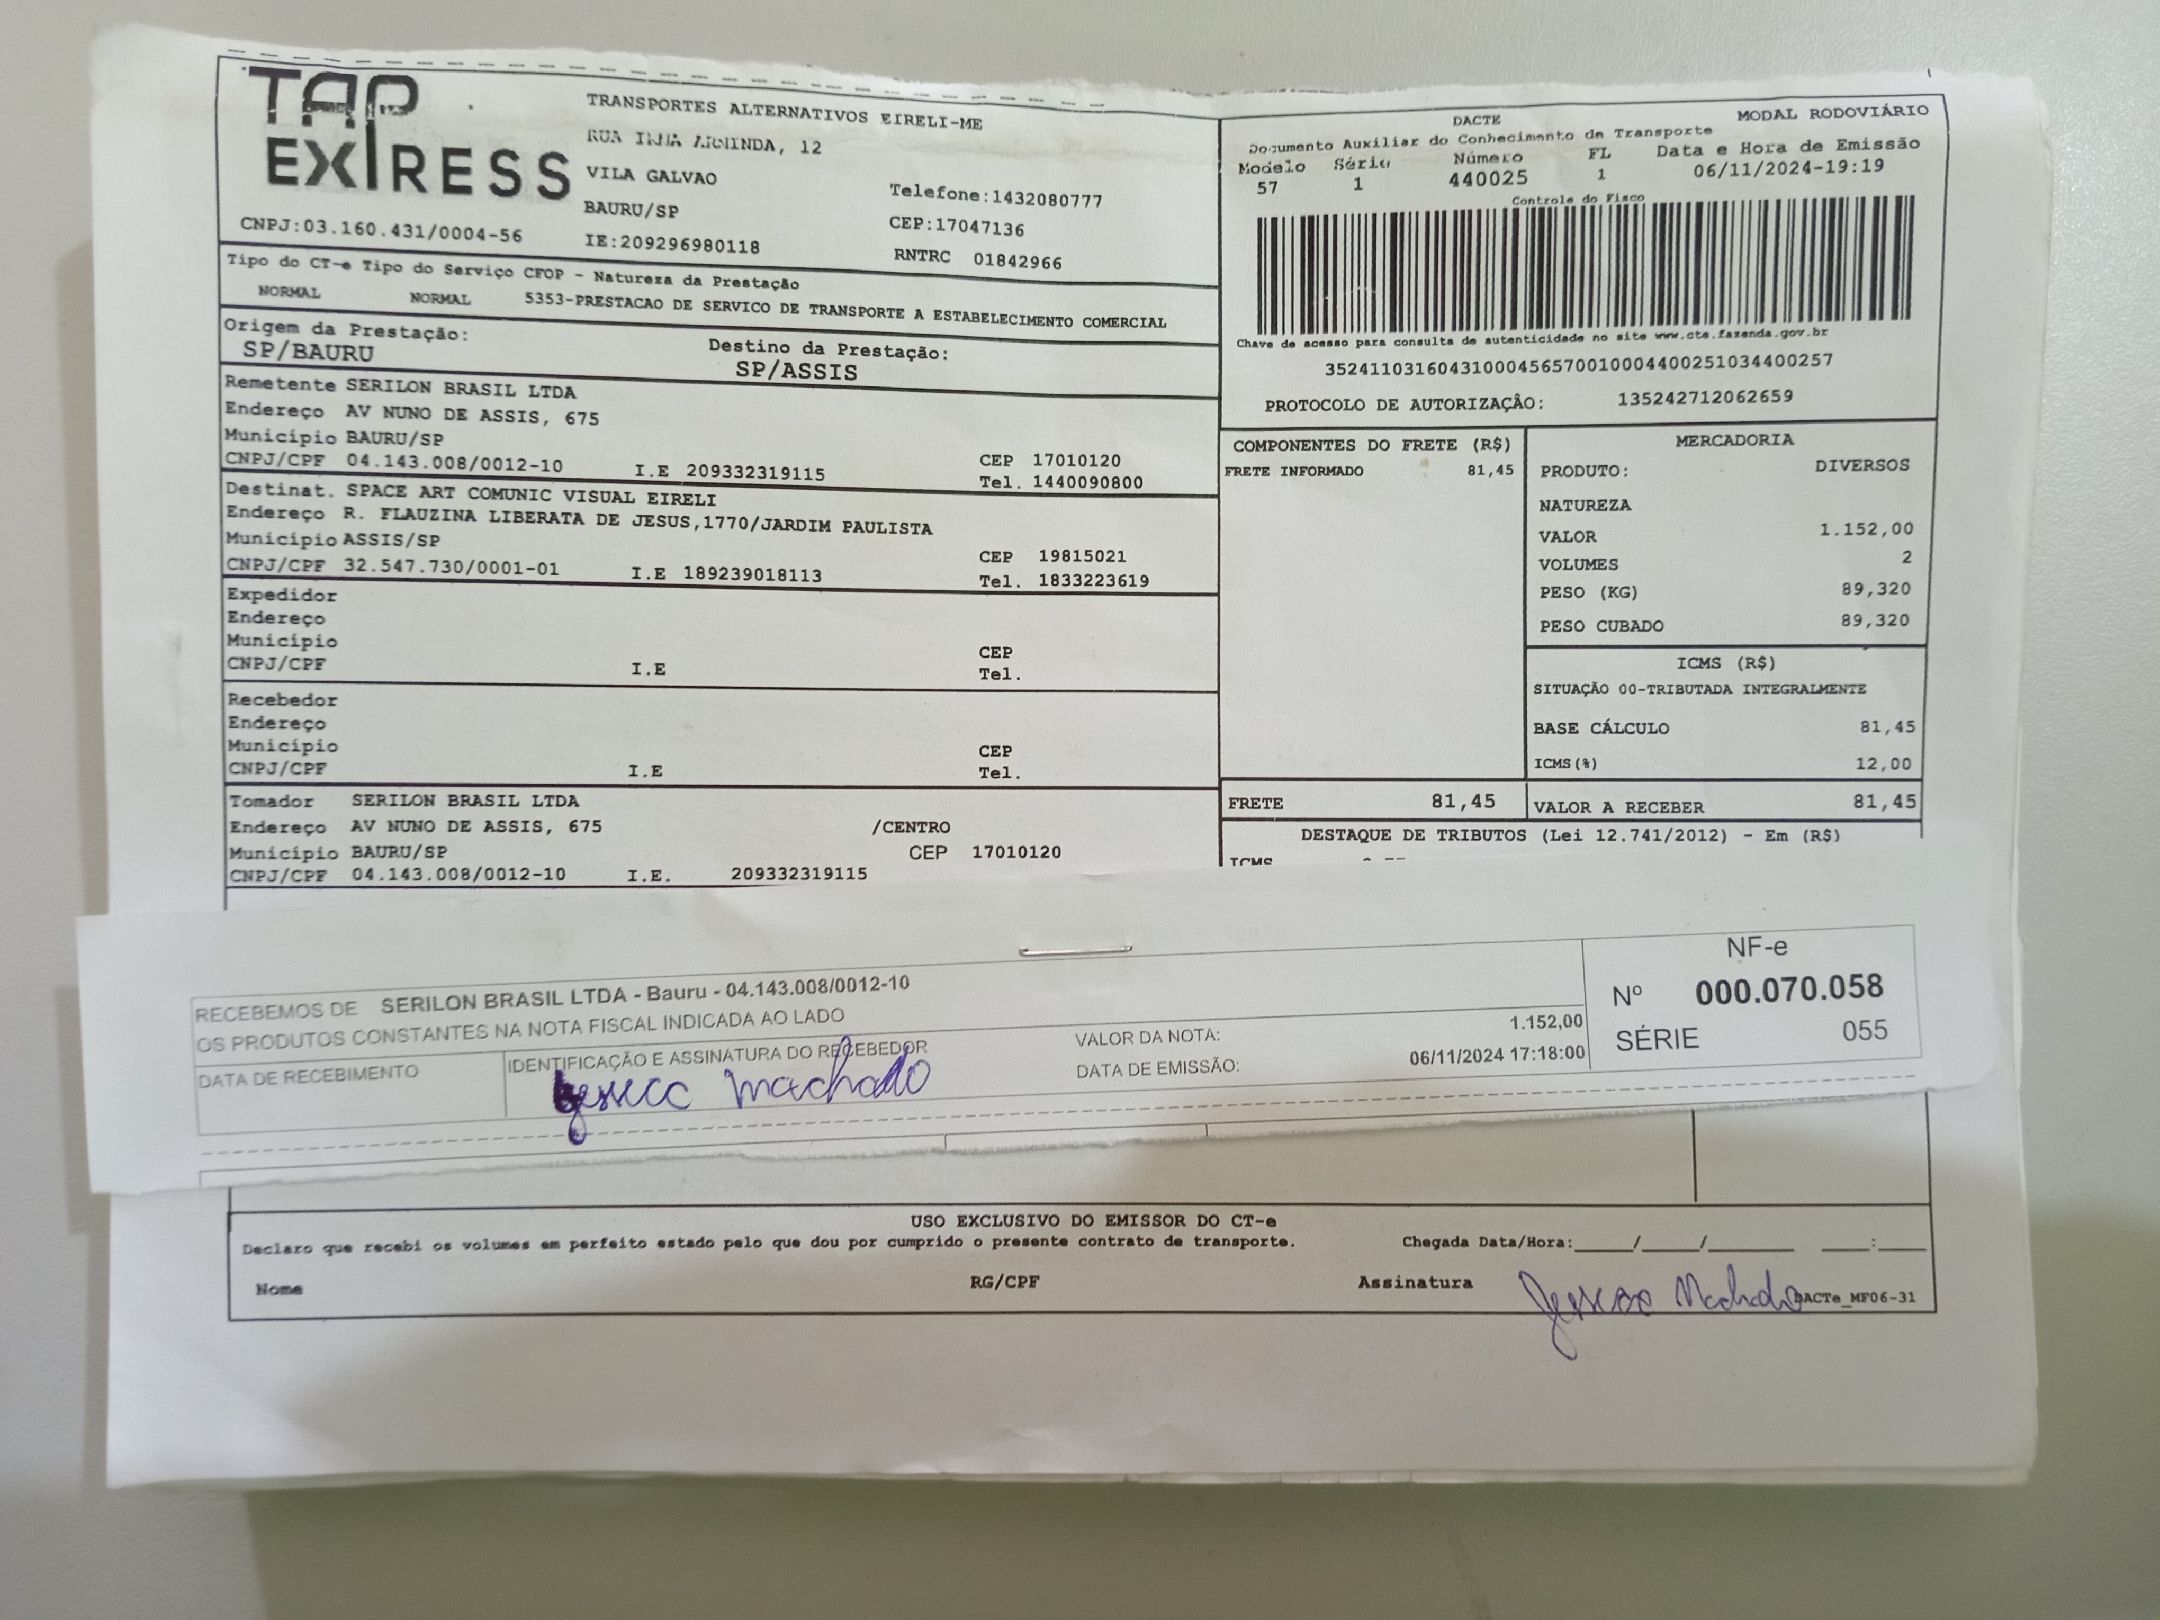 TAP
EXPRESS
CNPJ:03.160.431/0004-56
TRANSPORTES ALTERNATIVOS EIRELI-ME
RUA IRMA ARMINDA, 12
VILA GALVAO
BAURU/SP
IE:209296980118
Telefone:1432080777
CEP:17047136
RNTRC 01842966
DACTE
MODAL RODOVIÁRIO
Documento Auxiliar do Conhecimento de Transporte
Modelo Série Número FL Data e Hora de Emissão
57 1 440025 1 06/11/2024-19:19
Controle do Fisco
Chave de acesso para consulta de autenticidade no site www.cte.fazenda.gov.br
35241103160431000456570010004400251034400257
PROTOCOLO DE AUTORIZAÇÂO: 135242712062659
Tipo do CT-e Tipo do Serviço CFOP - Natureza da Prestação
NORMAL NORMAL 5353-PRESTACAO DE SERVICO DE TRANSPORTE A ESTABELECIMENTO COMERCIAL
Origem da Prestação: Destino da Prestação:
SP/BAURU SP/ASSIS
Remetente SERILON BRASIL LTDA
Endereço AV NUNO DE ASSIS, 675
Município BAURU/SP CEP 17010120
CNPJ/CPF 04.143.008/0012-10 I.E 209332319115 Tel. 1440090800
Destinat. SPACE ART COMUNIC VISUAL EIRELI
Endereço R. FLAUZINA LIBERATA DE JESUS,1770/JARDIM PAULISTA
Município ASSIS/SP CEP 19815021
CNPJ/CPF 32.547.730/0001-01 I.E 189239018113 Tel. 1833223619
Expedidor
Endereço
Município CEP
CNPJ/CPF I.E Tel.
Recebedor
Endereço
Município CEP
CNPJ/CPF I.E Tel.
Tomador SERILON BRASIL LTDA
Endereço AV NUNO DE ASSIS, 675 /CENTRO
Município BAURU/SP CEP 17010120
CNPJ/CPF 04.143.008/0012-10 I.E. 209332319115
COMPONENTES DO FRETE (R$)
FRETE INFORMADO 81,45
MERCADORIA
PRODUTO: DIVERSOS
NATUREZA
VALOR 1.152,00
VOLUMES 2
PESO (KG) 89,320
PESO CUBADO 89,320
ICMS (R$)
SITUAÇÃO 00-TRIBUTADA INTEGRALMENTE
BASE CÁLCULO 81,45
ICMS(%) 12,00
FRETE 81,45 VALOR A RECEBER 81,45
DESTAQUE DE TRIBUTOS (Lei 12.741/2012) - Em (R$)
ICMS
RECEBEMOS DE SERILON BRASIL LTDA - Bauru - 04.143.008/0012-10
OS PRODUTOS CONSTANTES NA NOTA FISCAL INDICADA AO LADO
DATA DE RECEBIMENTO
IDENTIFICAÇÃO E ASSINATURA DO RECEBEDOR
Jessica Machado
VALOR DA NOTA: 1.152,00
DATA DE EMISSÃO: 06/11/2024 17:18:00
NF-e
Nº 000.070.058
SÉRIE 055
USO EXCLUSIVO DO EMISSOR DO CT-e
Declaro que recebi os volumes em perfeito estado pelo que dou por cumprido o presente contrato de transporte. Chegada Data/Hora:_____/_____/________ ____:____
Nome RG/CPF Assinatura Jessica Machado DACTe_MF06-31